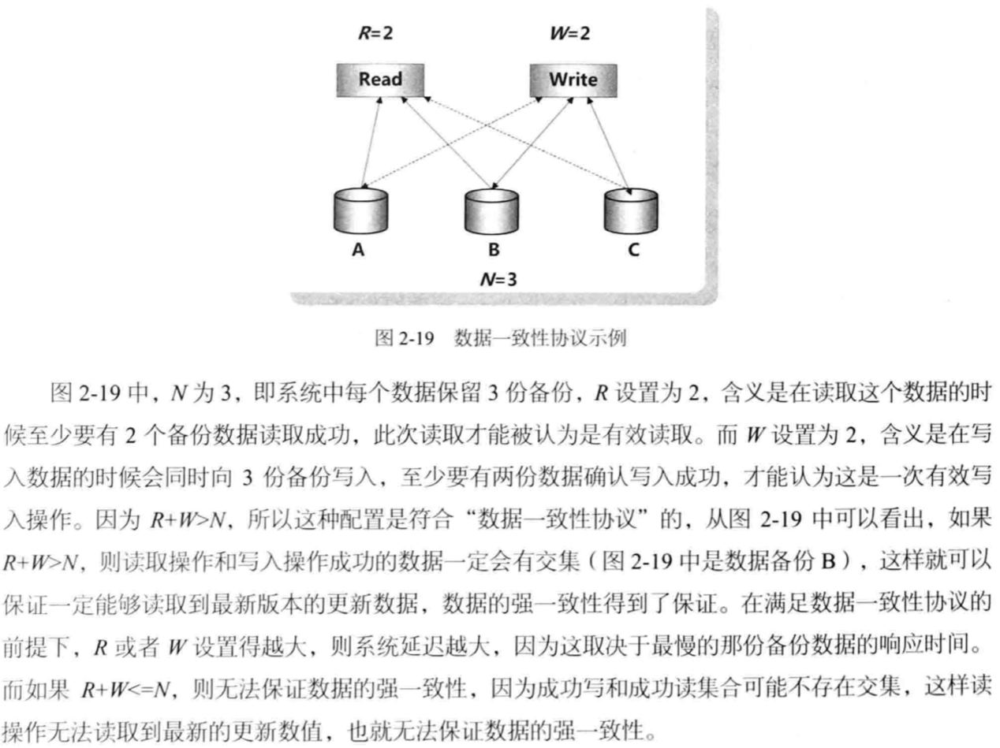 R=2 W=2
Read Write
A B C
N=3
图 2-19 数据一致性协议示例
图 2-19 中，N 为 3，即系统中每个数据保留 3 份备份，R 设置为 2，含义是在读取这个数据的时
候至少要有 2 个备份数据读取成功，此次读取才能被认为是有效读取。而 W 设置为 2，含义是在写
入数据的时候会同时向 3 份备份写入，至少要有两份数据确认写入成功，才能认为这是一次有效写
入操作。因为 R+W>N，所以这种配置是符合“数据一致性协议”的，从图 2-19 中可以看出，如果
R+W>N，则读取操作和写入操作成功的数据一定会有交集（图 2-19 中是数据备份 B），这样就可以
保证一定能够读取到最新版本的更新数据，数据的强一致性得到了保证。在满足数据一致性协议的
前提下，R 或者 W 设置得越大，则系统延迟越大，因为这取决于最慢的那份备份数据的响应时间。
而如果 R+W<=N，则无法保证数据的强一致性，因为成功写和成功读集合可能不存在交集，这样读
操作无法读取到最新的更新数值，也就无法保证数据的强一致性。